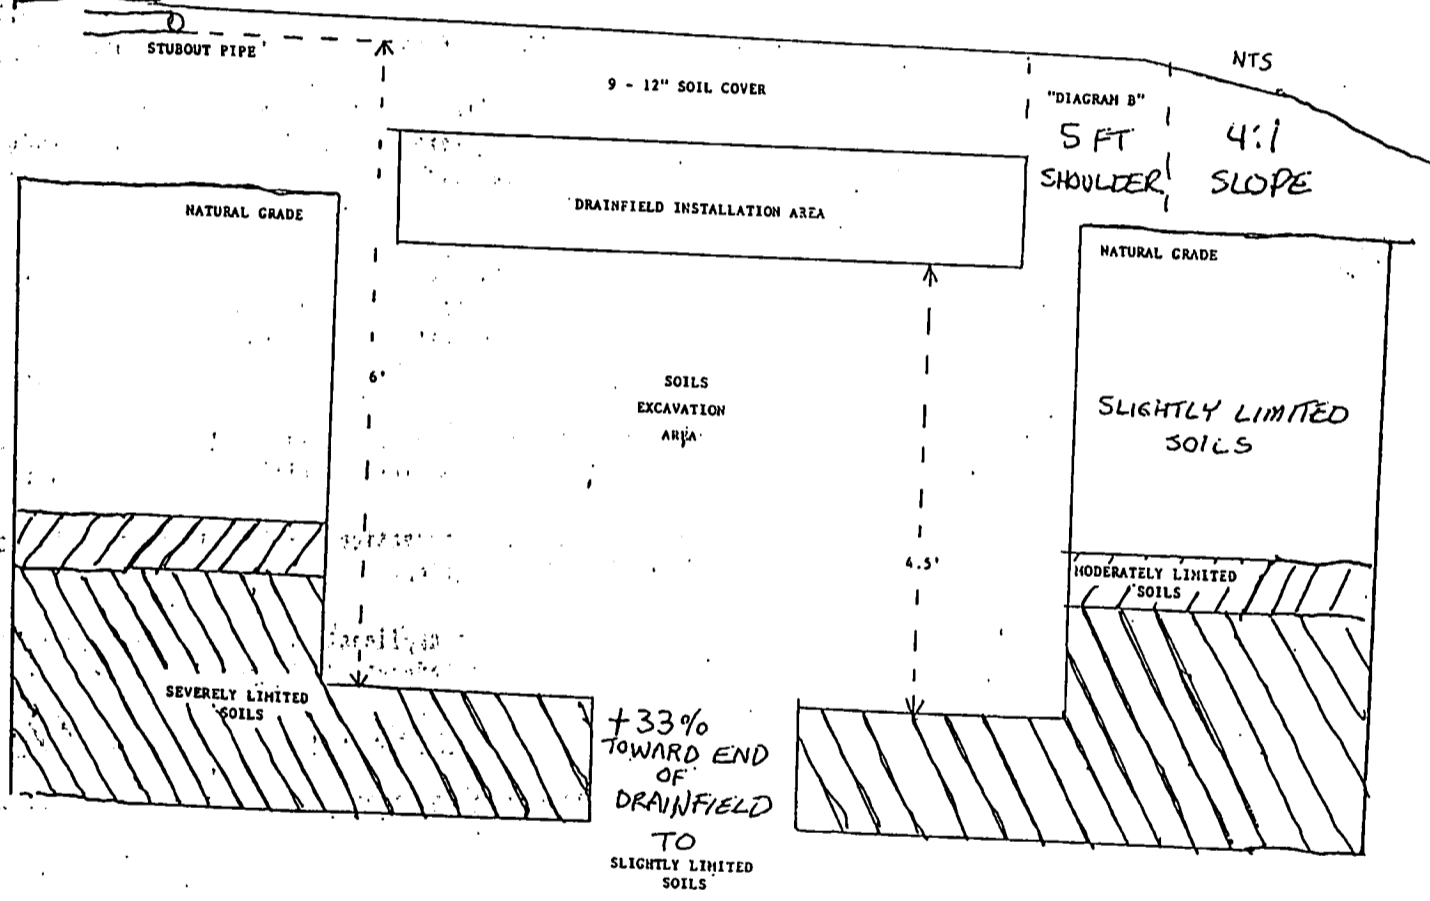 NTS
STUBOUT PIPE
9 - 12" SOIL COVER
"DIAGRAM B"
5 FT
SHOULDER
4:1
SLOPE
NATURAL GRADE
DRAINFIELD INSTALLATION AREA
NATURAL GRADE
6'
SOILS
EXCAVATION
AREA
SLIGHTLY LIMITED
SOILS
4.5'
MODERATELY LIMITED
SOILS
SEVERELY LIMITED
SOILS
+33%
TOWARD END
OF
DRAINFIELD
TO
SLIGHTLY LIMITED
SOILS